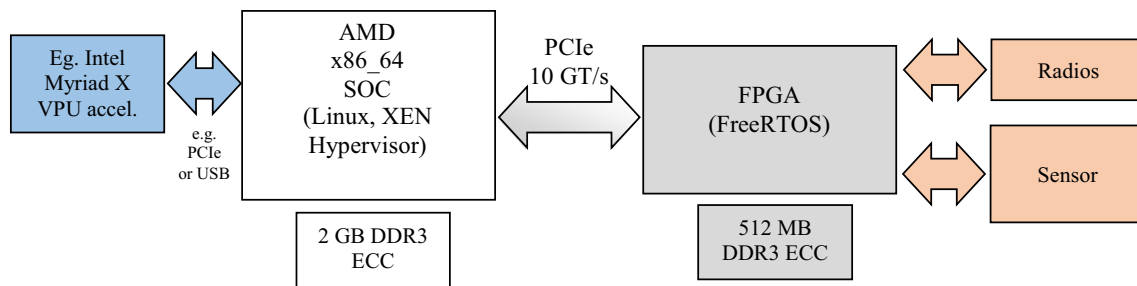 Eg. Intel
Myriad X
VPU accel.
e.g.
PCIe
or USB
AMD
x86_64
SOC
(Linux, XEN
Hypervisor)
2 GB DDR3
ECC
PCIe
10 GT/s
FPGA
(FreeRTOS)
512 MB
DDR3 ECC
Radios
Sensor